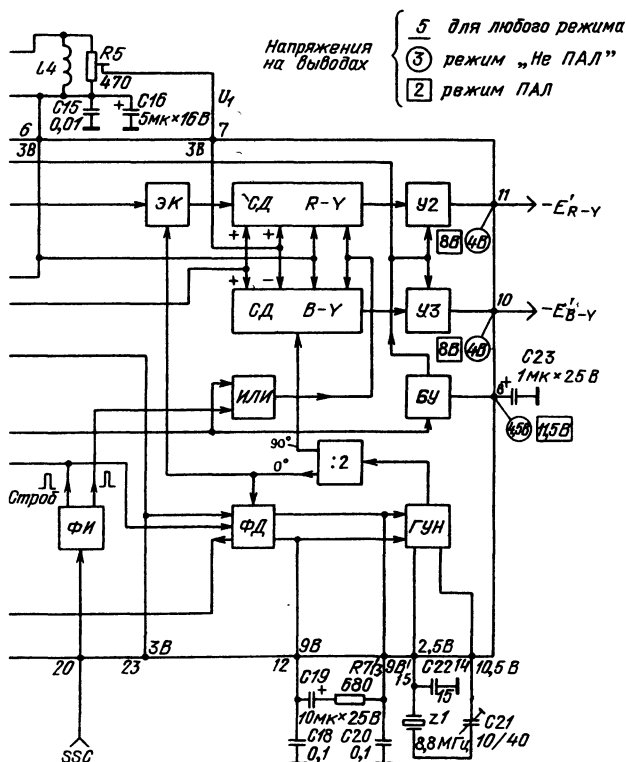 Напряжения
на выводах
5 для любого режима
3 режим „Не ПАЛ"
2 режим ПАЛ
L4
R5
470
C15
0,01
C16
5мк×16В
+
U1
6
3В
7
3В
ЭК
СД R-Y
+ +
+ −
СД B-Y
У2
8В
4В
11
-E'R-Y
У3
8В
4В
10
-E'B-Y
ИЛИ
БУ
8
+
C23
1мк×25В
4,5В
11,5В
90°
0°
:2
Строб
ФИ
ФД
ГУН
20
23
3В
12
9В
13
9В
15
2,5В
14
10,5В
C19
+
10мк×25В
R7
680
C18
0,1
C20
0,1
C22
15
Z1
8,8МГц
C21
10/40
SSC